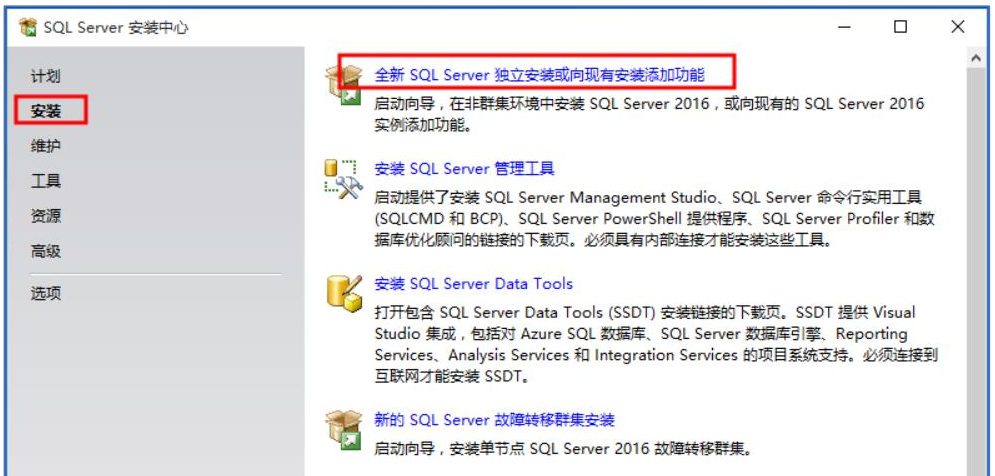 SQL Server 安装中心
计划
安装
维护
工具
资源
高级
选项
全新 SQL Server 独立安装或向现有安装添加功能
启动向导，在非群集环境中安装 SQL Server 2016，或向现有的 SQL Server 2016
实例添加功能。
安装 SQL Server 管理工具
启动提供了安装 SQL Server Management Studio、SQL Server 命令行实用工具
(SQLCMD 和 BCP)、SQL Server PowerShell 提供程序、SQL Server Profiler 和数
据库优化顾问的链接的下载页。必须具有内部连接才能安装这些工具。
安装 SQL Server Data Tools
打开包含 SQL Server Data Tools (SSDT) 安装链接的下载页。SSDT 提供 Visual
Studio 集成，包括对 Azure SQL 数据库、SQL Server 数据库引擎、Reporting
Services、Analysis Services 和 Integration Services 的项目系统支持。必须连接到
互联网才能安装 SSDT。
新的 SQL Server 故障转移群集安装
启动向导，安装单节点 SQL Server 2016 故障转移群集。